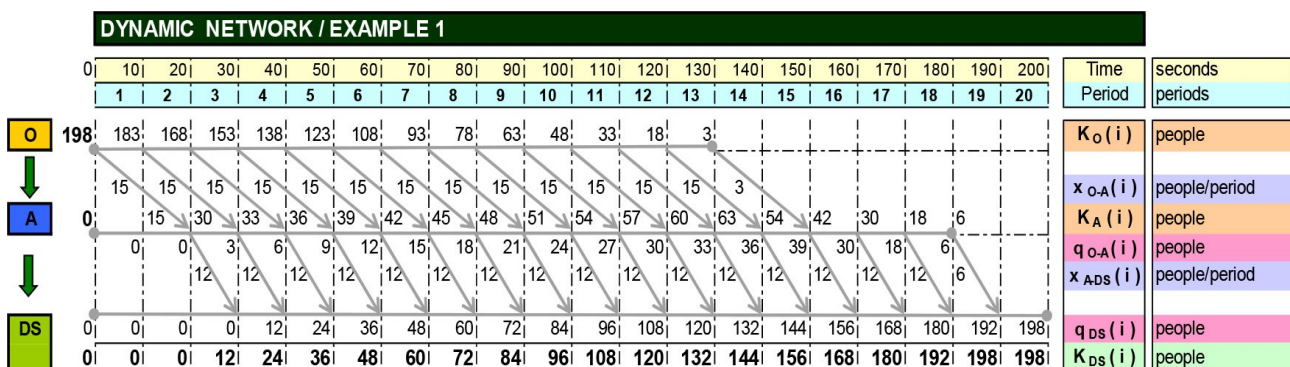 DYNAMIC NETWORK / EXAMPLE 1
0 10 20 30 40 50 60 70 80 90 100 110 120 130 140 150 160 170 180 190 200 Time seconds
1 2 3 4 5 6 7 8 9 10 11 12 13 14 15 16 17 18 19 20 Period periods
O 198 183 168 153 138 123 108 93 78 63 48 33 18 3 K O ( i ) people
15 15 15 15 15 15 15 15 15 15 15 15 15 3 x O-A ( i ) people/period
A 0 15 30 33 36 39 42 45 48 51 54 57 60 63 54 42 30 18 6 K A ( i ) people
0 0 3 6 9 12 15 18 21 24 27 30 33 36 39 30 18 6 q O-A ( i ) people
12 12 12 12 12 12 12 12 12 12 12 12 12 12 12 12 6 x A-DS ( i ) people/period
DS 0 0 0 0 12 24 36 48 60 72 84 96 108 120 132 144 156 168 180 192 198 q DS ( i ) people
0 0 0 12 24 36 48 60 72 84 96 108 120 132 144 156 168 180 192 198 198 K DS ( i ) people